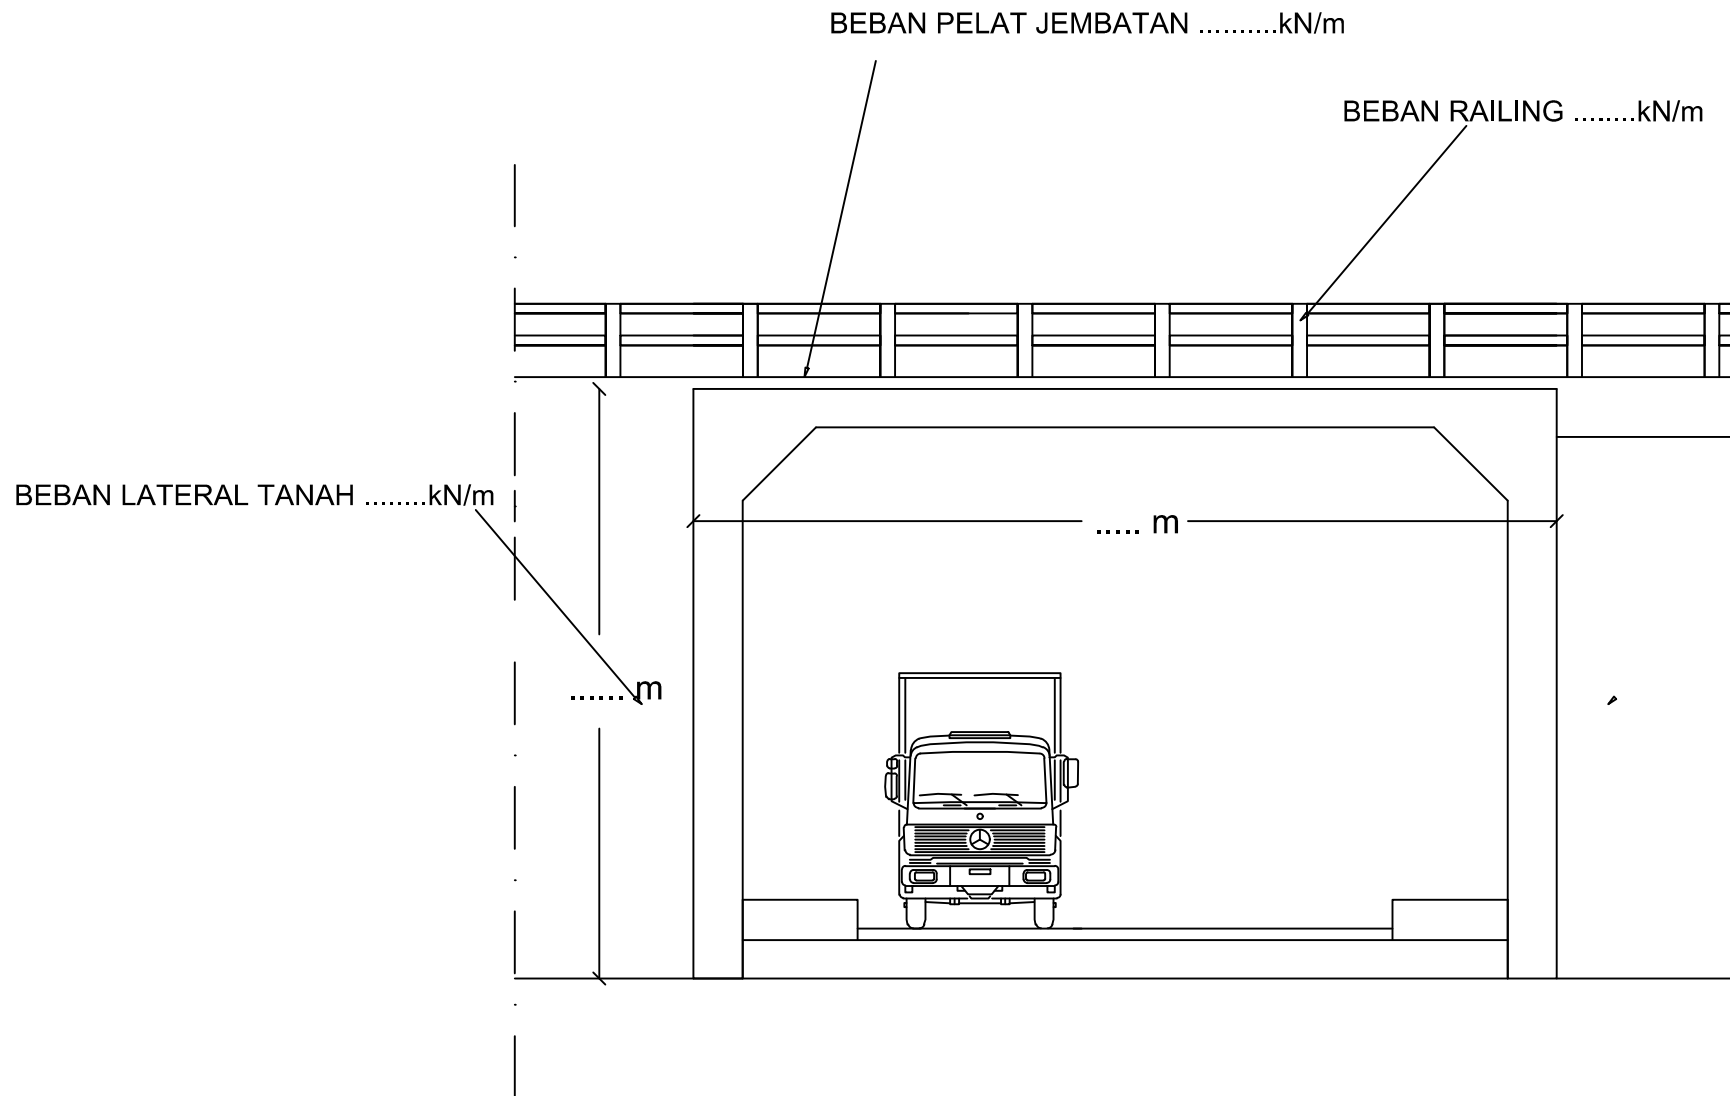 BEBAN PELAT JEMBATAN ..........kN/m
BEBAN RAILING ........kN/m
BEBAN LATERAL TANAH ........kN/m
..... m
...... m